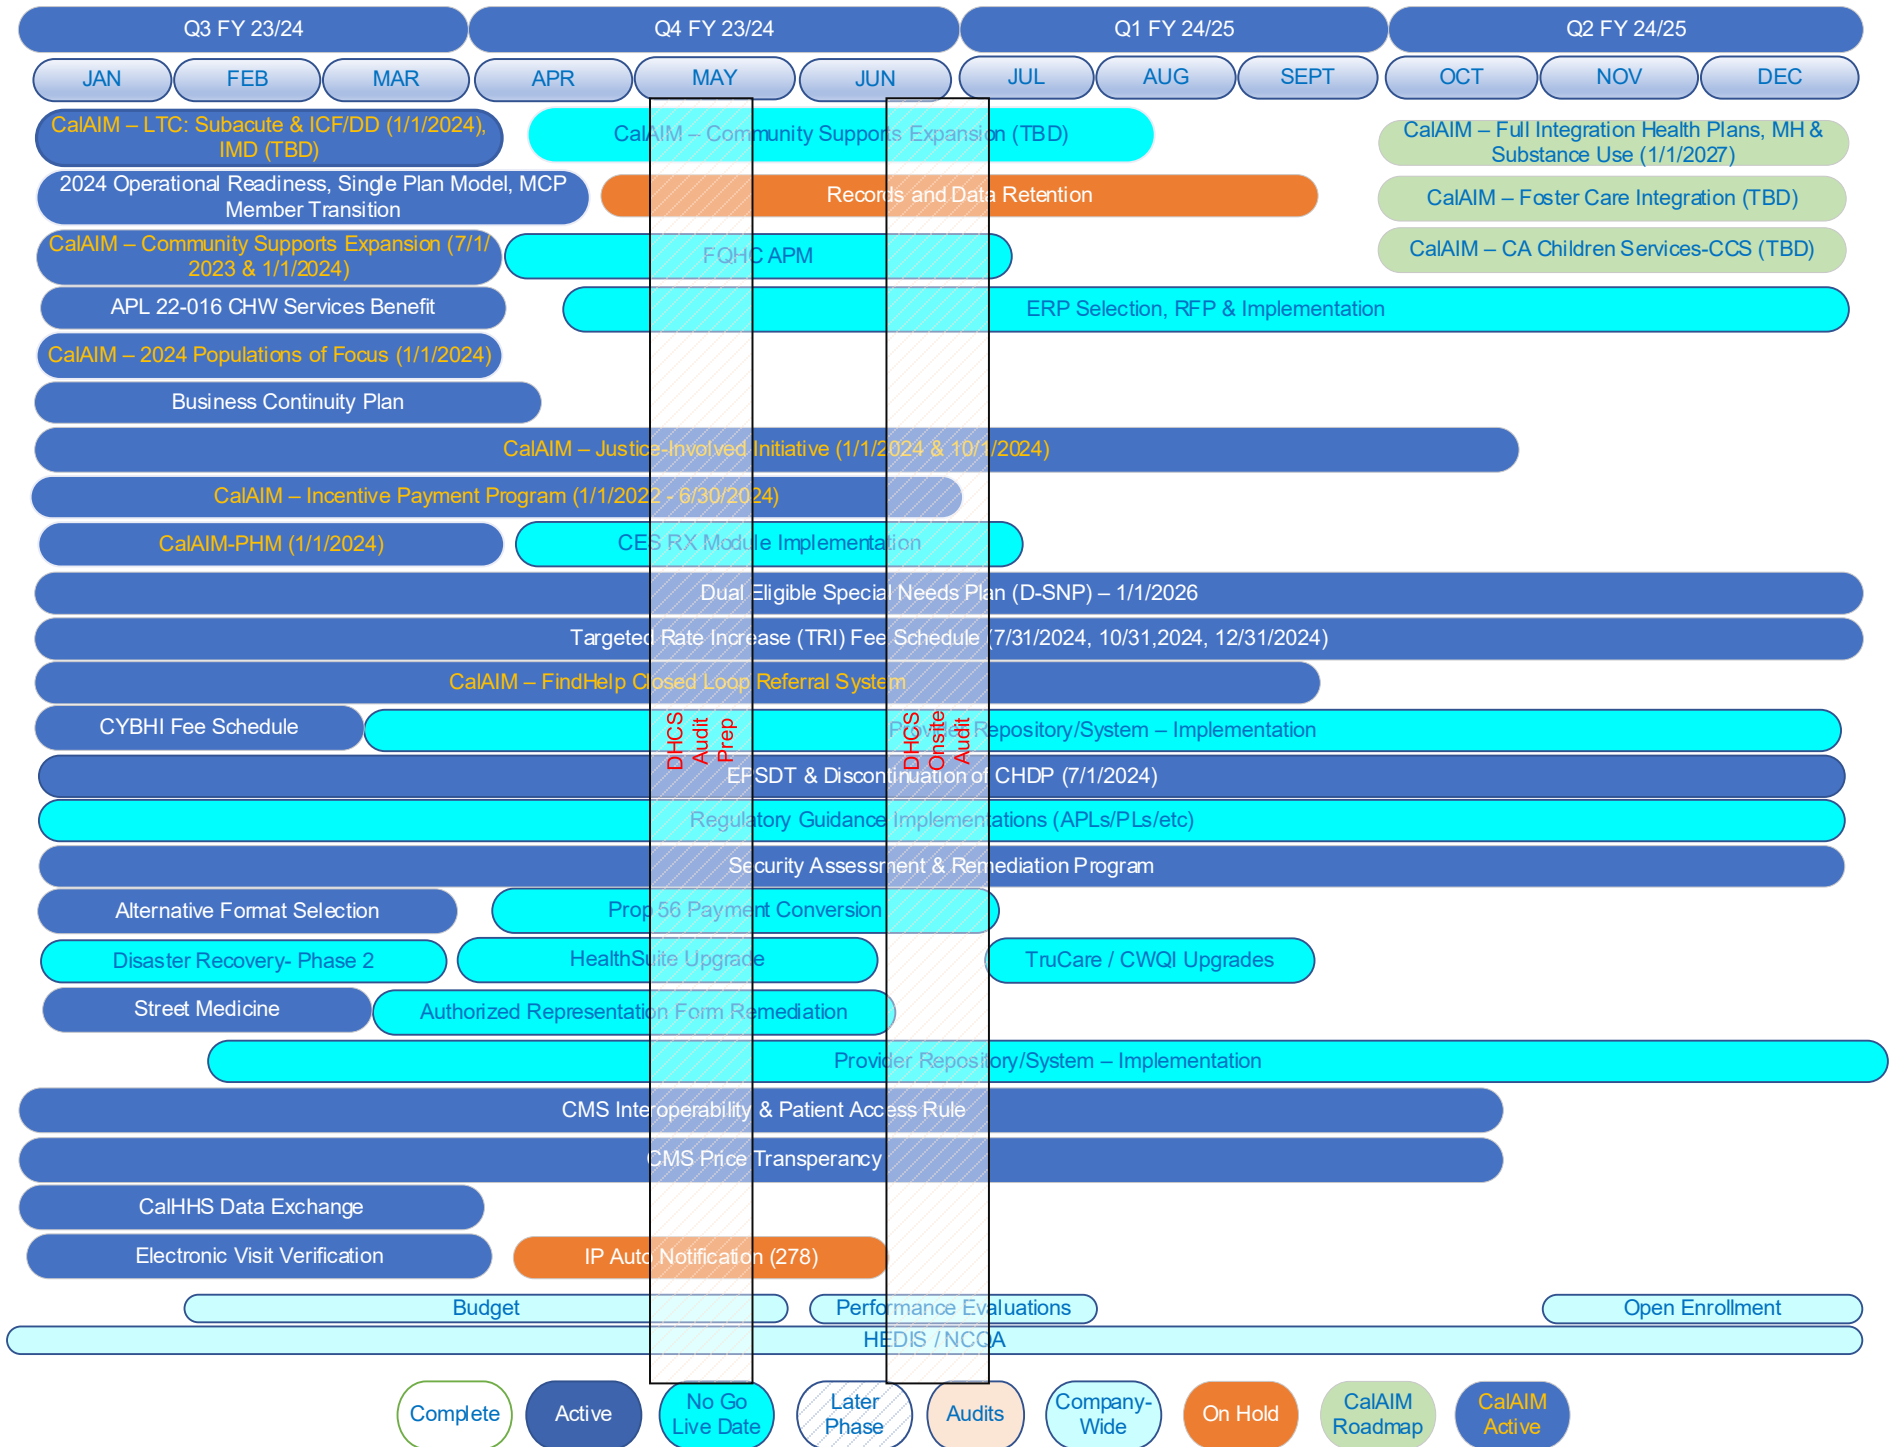 Q3 FY 23/24
Q4 FY 23/24
Q1 FY 24/25
Q2 FY 24/25
JAN
FEB
MAR
APR
MAY
JUN
JUL
AUG
SEPT
OCT
NOV
DEC
CalAIM – LTC: Subacute & ICF/DD (1/1/2024),
IMD (TBD)
CalAIM – Community Supports Expansion (TBD)
CalAIM – Full Integration Health Plans, MH &
Substance Use (1/1/2027)
2024 Operational Readiness, Single Plan Model, MCP
Member Transition
Records and Data Retention
CalAIM – Foster Care Integration (TBD)
CalAIM – Community Supports Expansion (7/1/
2023 & 1/1/2024)
FQHC APM
CalAIM – CA Children Services-CCS (TBD)
APL 22-016 CHW Services Benefit
ERP Selection, RFP & Implementation
CalAIM – 2024 Populations of Focus (1/1/2024)
Business Continuity Plan
CalAIM – Justice-Involved Initiative (1/1/2024 & 10/1/2024)
CalAIM – Incentive Payment Program (1/1/2022 - 6/30/2024)
CalAIM-PHM (1/1/2024)
CES RX Module Implementation
Dual Eligible Special Needs Plan (D-SNP) – 1/1/2026
Targeted Rate Increase (TRI) Fee Schedule (7/31/2024, 10/31,2024, 12/31/2024)
CalAIM – FindHelp Closed Loop Referral System
CYBHI Fee Schedule
Provider Repository/System – Implementation
DHCS
Audit
Prep
DHCS
Onsite
Audit
EPSDT & Discontinuation of CHDP (7/1/2024)
Regulatory Guidance Implementations (APLs/PLs/etc)
Security Assessment & Remediation Program
Alternative Format Selection
Prop 56 Payment Conversion
Disaster Recovery- Phase 2
HealthSuite Upgrade
TruCare / CWQI Upgrades
Street Medicine
Authorized Representation Form Remediation
Provider Repository/System – Implementation
CMS Interoperability & Patient Access Rule
CMS Price Transperancy
CalHHS Data Exchange
Electronic Visit Verification
IP Auto Notification (278)
Budget
Performance Evaluations
Open Enrollment
HEDIS / NCQA
Complete
Active
No Go
Live Date
Later
Phase
Audits
Company-
Wide
On Hold
CalAIM
Roadmap
CalAIM
Active